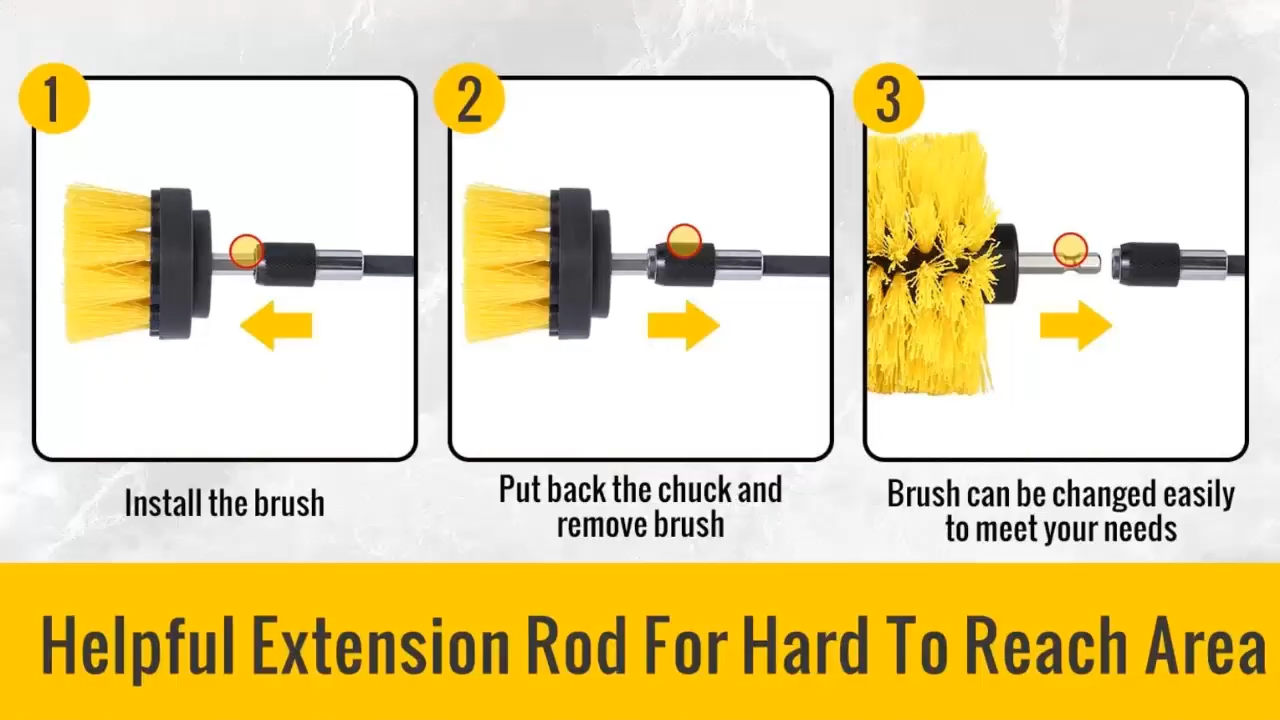 1
2
3
Install the brush
Put back the chuck and
remove brush
Brush can be changed easily
to meet your needs
Helpful Extension Rod For Hard To Reach Area